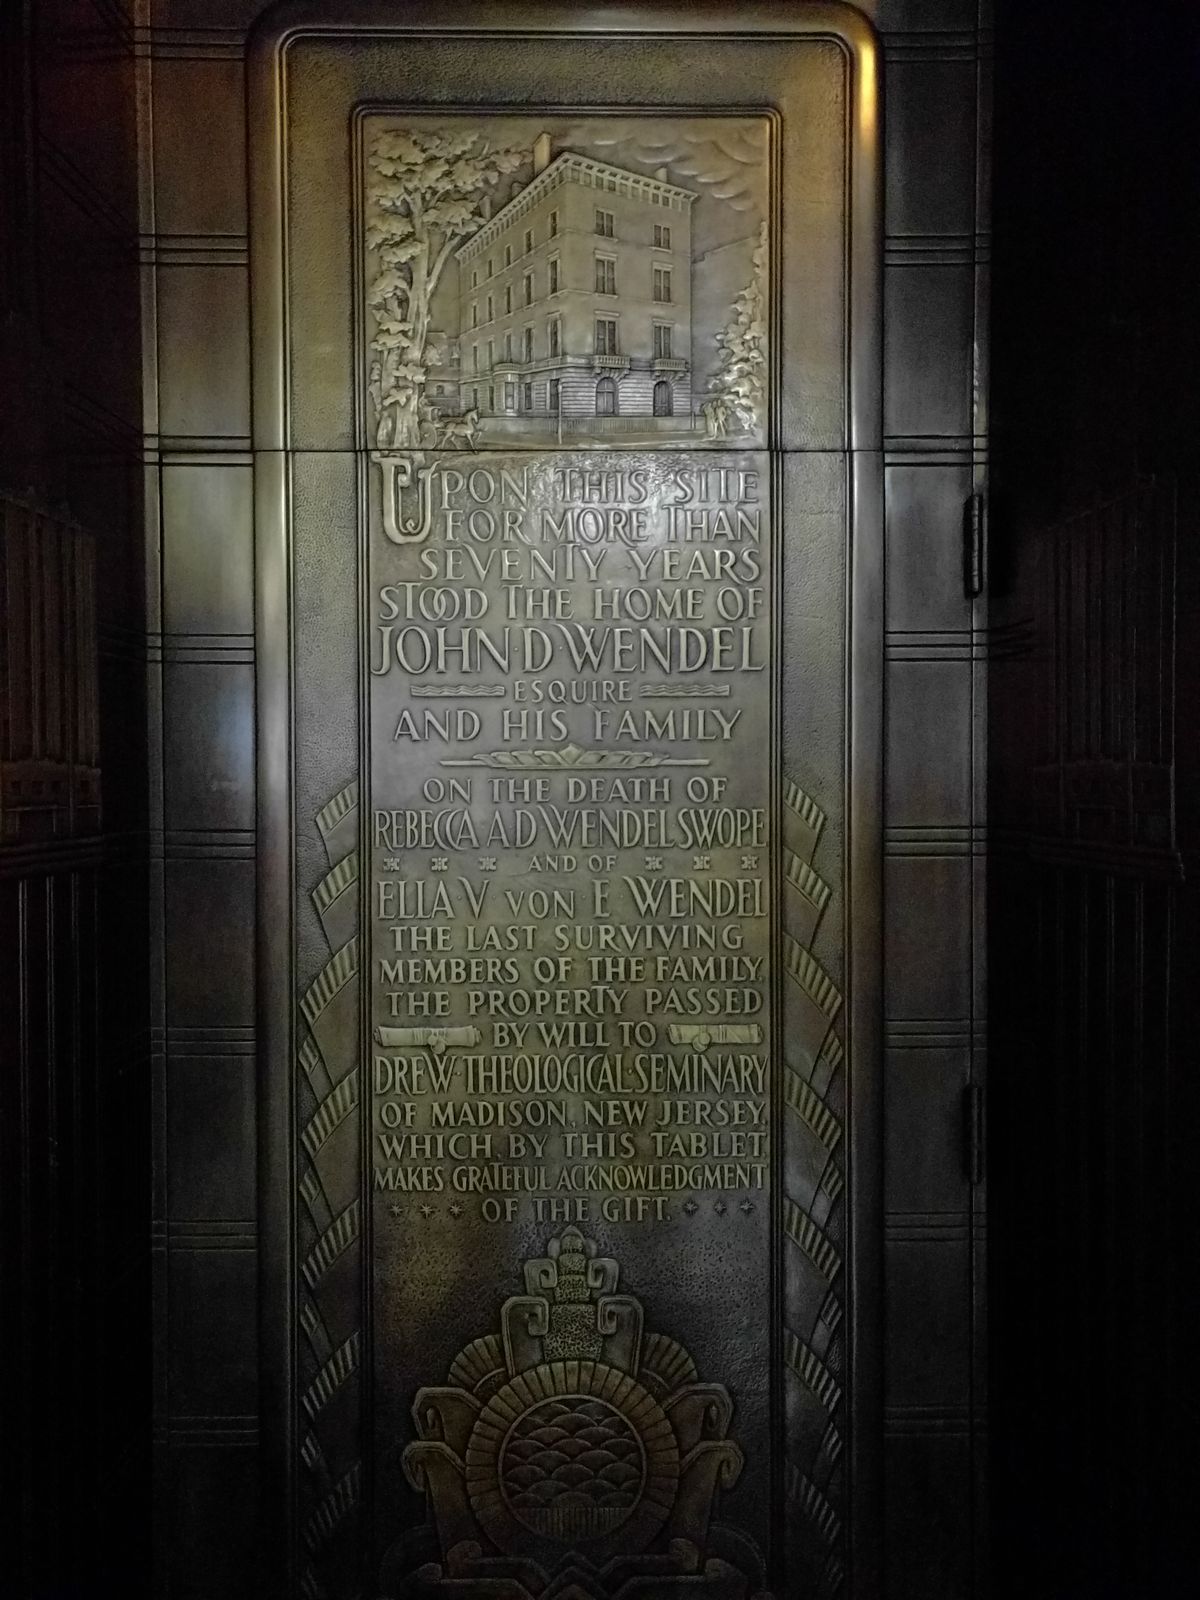 UPON THIS SITE
FOR MORE THAN
SEVENTY YEARS
STOOD THE HOME OF
JOHN·D·WENDEL
ESQUIRE
AND HIS FAMILY
ON THE DEATH OF
REBECCA A D WENDEL SWOPE
AND OF
ELLA·V·VON·E·WENDEL
THE LAST SURVIVING
MEMBERS OF THE FAMILY,
THE PROPERTY PASSED
BY WILL TO
DREW·THEOLOGICAL·SEMINARY
OF MADISON, NEW JERSEY,
WHICH, BY THIS TABLET,
MAKES GRATEFUL ACKNOWLEDGMENT
OF THE GIFT.